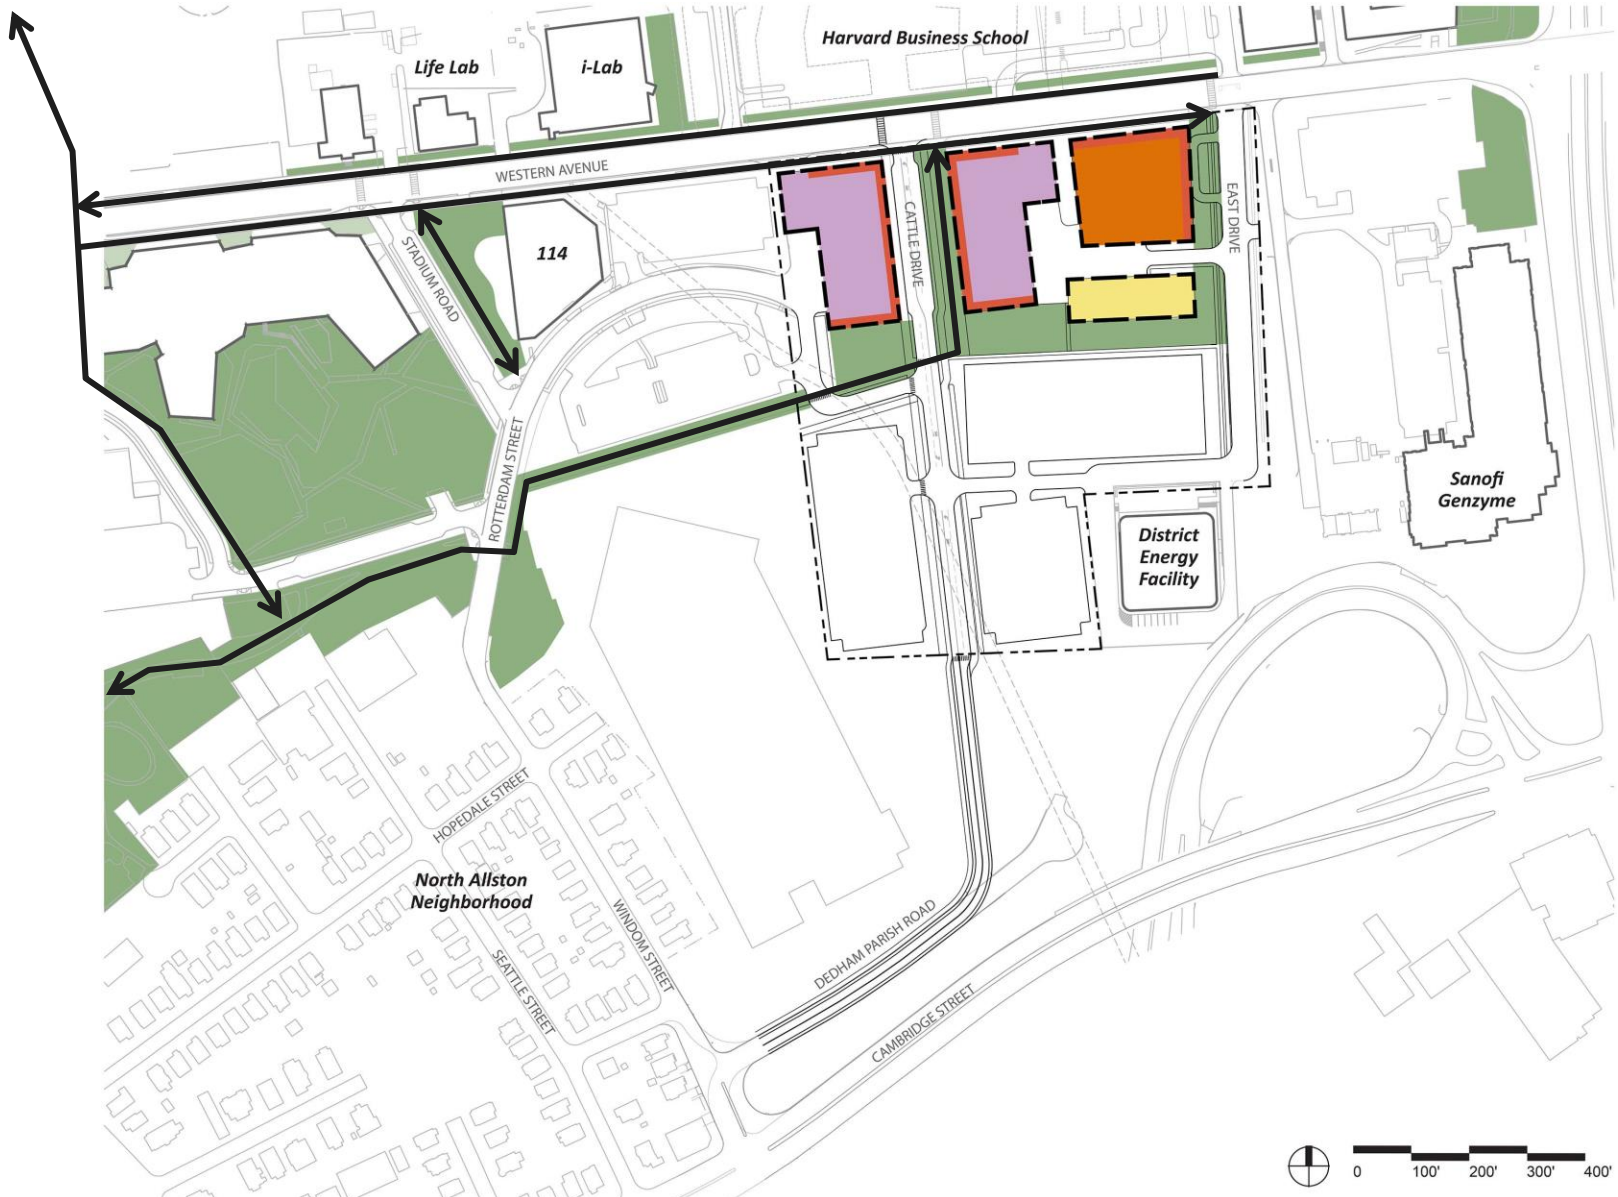 Harvard Business School
Life Lab
i-Lab
WESTERN AVENUE
STADIUM ROAD
114
CATTLE DRIVE
EAST DRIVE
ROTTERDAM STREET
Sanofi
Genzyme
District
Energy
Facility
HOPEDALE STREET
North Allston
Neighborhood
WINDOM STREET
SEATTLE STREET
DEDHAM PARISH ROAD
CAMBRIDGE STREET
0 100' 200' 300' 400'